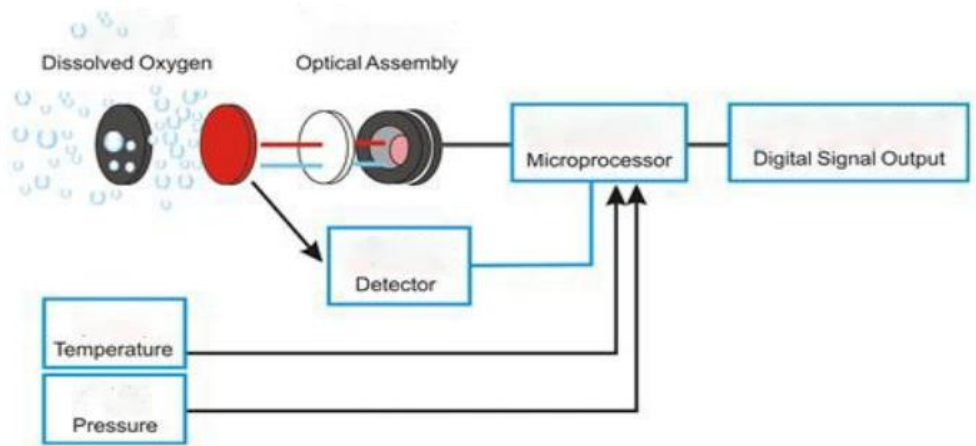 Dissolved Oxygen
Optical Assembly
Microprocessor
Digital Signal Output
Detector
Temperature
Pressure